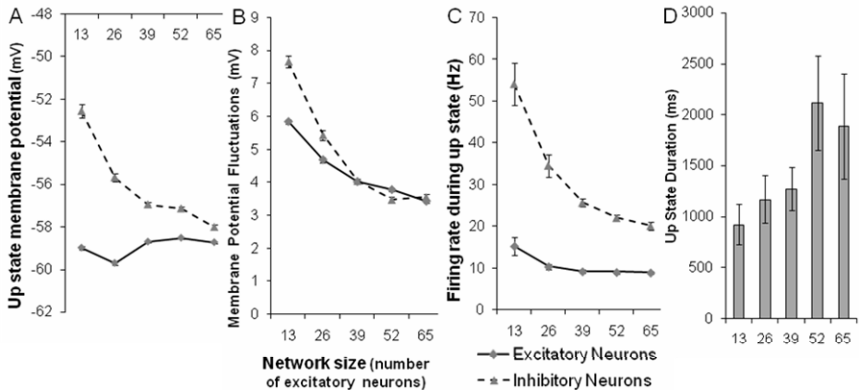 A
Up state membrane potential (mV)
-48
-50
-52
-54
-56
-58
-60
-62
13 26 39 52 65
B
Membrane Potential Fluctuations (mV)
9
8
7
6
5
4
3
2
1
0
13 26 39 52 65
Network size (number
of excitatory neurons)
C
Firing rate during up state (Hz)
70
60
50
40
30
20
10
0
13 26 39 52 65
Excitatory Neurons
Inhibitory Neurons
D
Up State Duration (ms)
3000
2500
2000
1500
1000
500
0
13 26 39 52 65